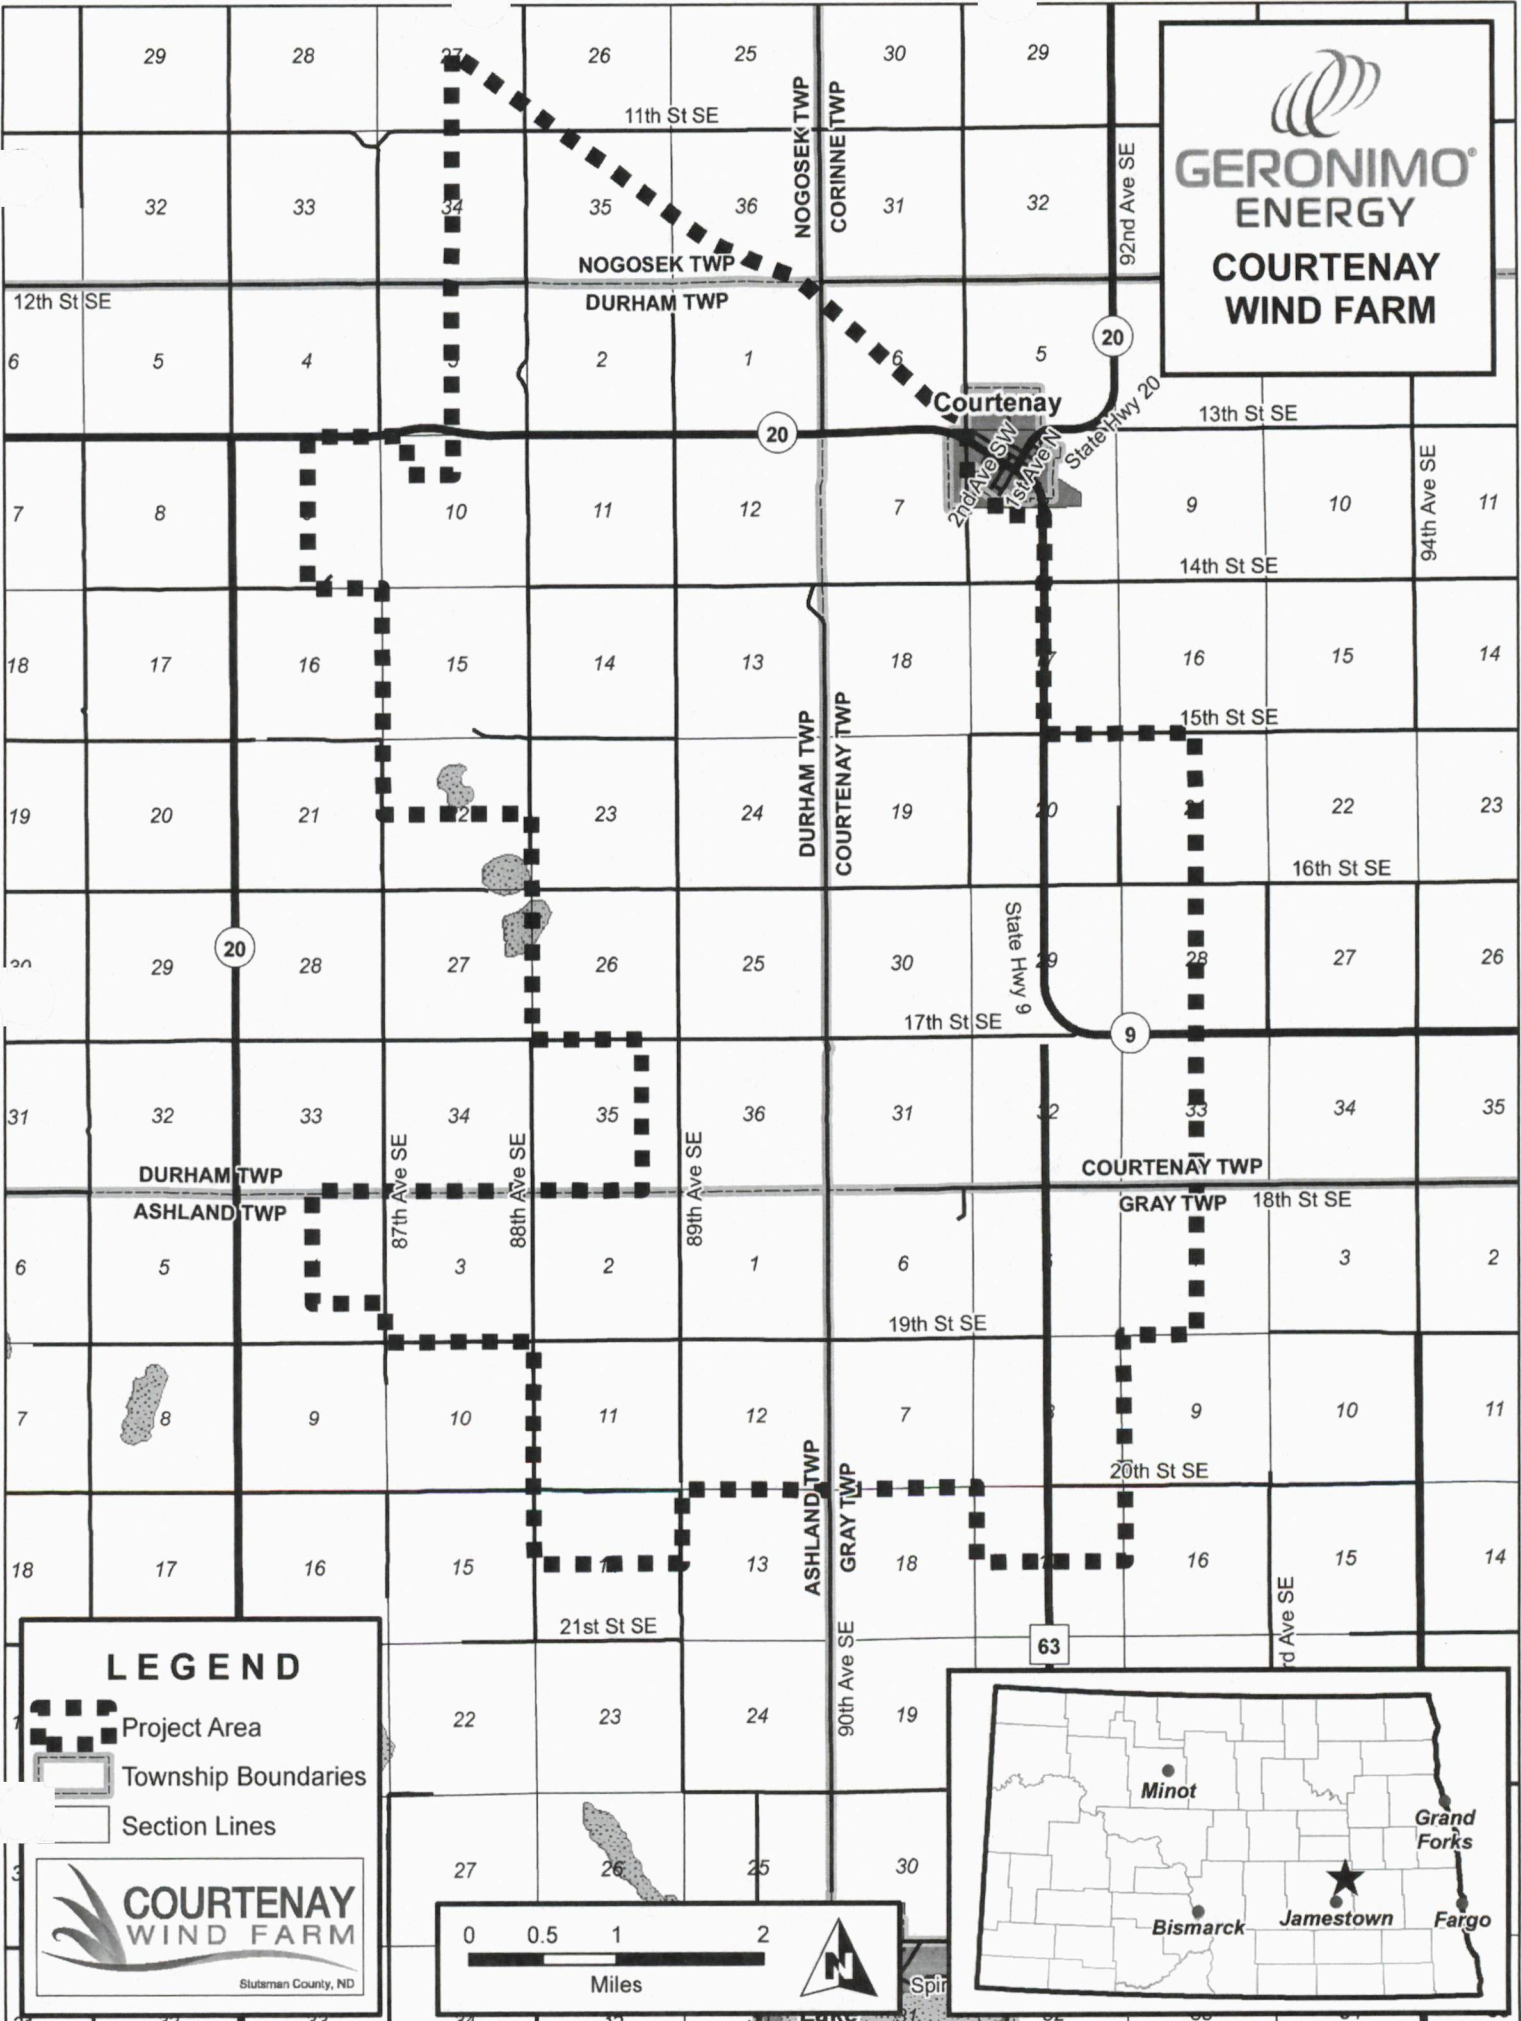 29 28 27 26 25 30 29
11th St SE
NOGOSEK TWP
CORINNE TWP
92nd Ave SE
GERONIMO
ENERGY
COURTENAY
WIND FARM
32 33 34 35 36 31 32
NOGOSEK TWP
12th St SE
DURHAM TWP
20
6 5 4 2 1 6 5
Courtenay
13th St SE
20
State Hwy 20
2nd Ave SW
1st Ave N
94th Ave SE
7 8 10 11 12 7 9 10 11
14th St SE
18 17 16 15 14 13 18 16 15 14
15th St SE
DURHAM TWP
COURTENAY TWP
19 20 21 23 24 19 20 22 23
16th St SE
State Hwy 9
20
29 28 27 26 25 30 29 28 27 26
17th St SE
9
31 32 33 34 35 36 31 32 33 34 35
87th Ave SE
88th Ave SE
89th Ave SE
DURHAM TWP
COURTENAY TWP
ASHLAND TWP
GRAY TWP
18th St SE
6 5 3 2 1 6 3 2
19th St SE
7 8 9 10 11 12 7 9 10 11
ASHLAND TWP
GRAY TWP
20th St SE
18 17 16 15 13 18 16 15 14
21st St SE
63
90th Ave SE
rd Ave SE
22 23 24 19
27 26 25 30
LEGEND
Project Area
Township Boundaries
Section Lines
COURTENAY
WIND FARM
Stutsman County, ND
0 0.5 1 2
Miles
N
Spir
Lake
Minot
Grand
Forks
Bismarck
Jamestown
Fargo